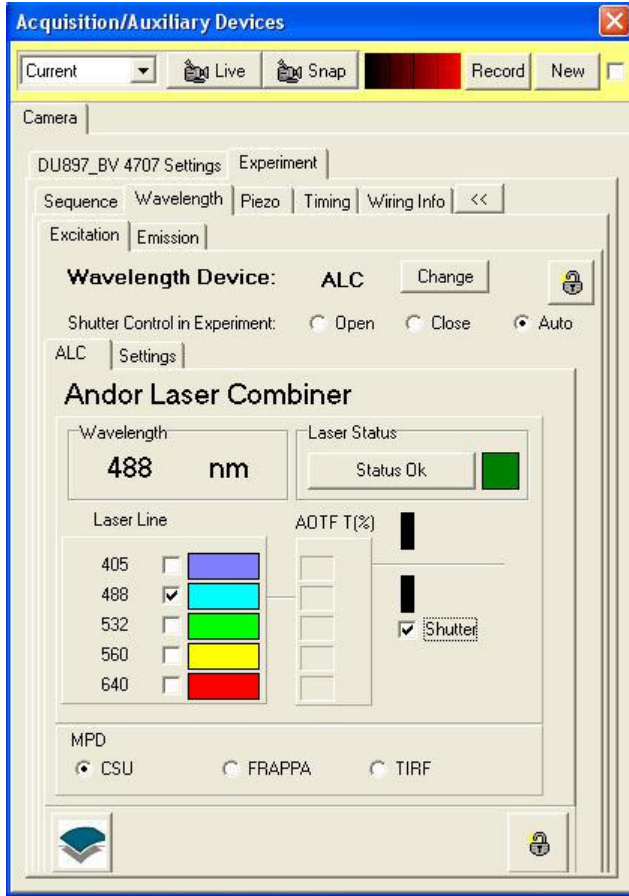 Acquisition/Auxiliary Devices
Current Live Snap Record New
Camera
DU897_BV 4707 Settings Experiment
Sequence Wavelength Piezo Timing Wiring Info <<
Excitation Emission
Wavelength Device: ALC Change
Shutter Control in Experiment: Open Close Auto
ALC Settings
Andor Laser Combiner
Wavelength Laser Status
488 nm Status Ok
Laser Line AOTF T(%)
405
488
532
560
640
Shutter
MPD
CSU FRAPPA TIRF